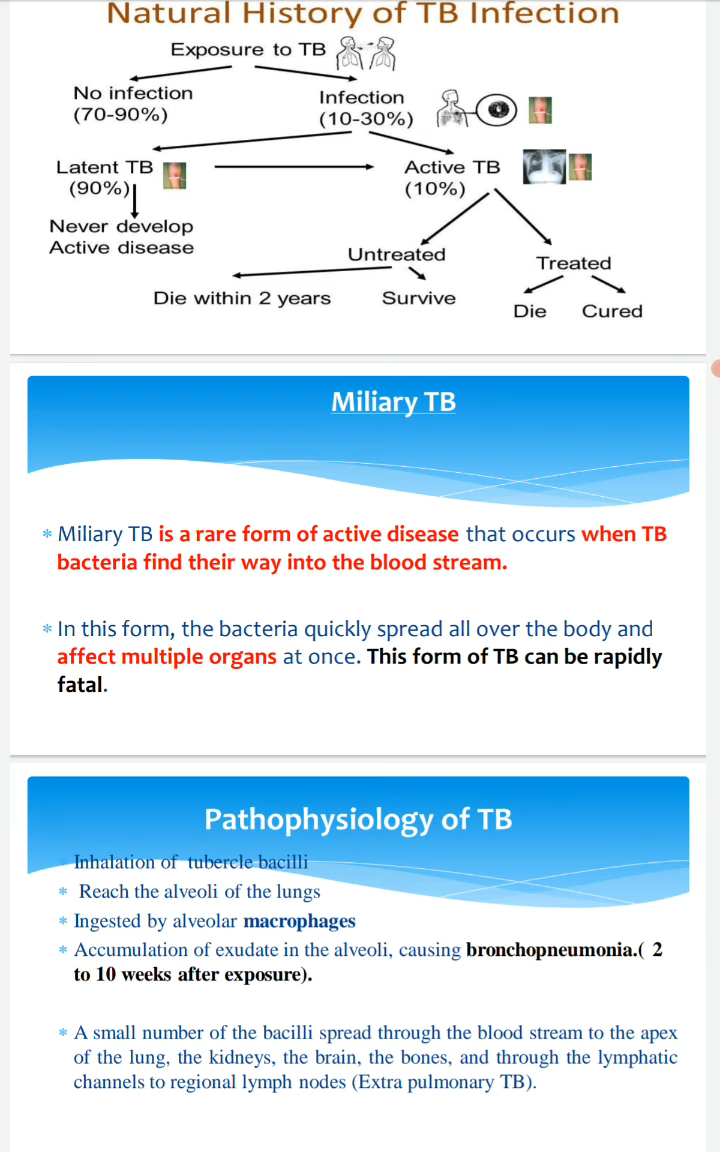 Natural History of TB Infection
Exposure to TB
No infection
(70-90%)
Infection
(10-30%)
Latent TB
(90%)
Active TB
(10%)
Never develop
Active disease
Untreated
Treated
Die within 2 years
Survive
Die
Cured
Miliary TB
* Miliary TB is a rare form of active disease that occurs when TB
bacteria find their way into the blood stream.
* In this form, the bacteria quickly spread all over the body and
affect multiple organs at once. This form of TB can be rapidly
fatal.
Pathophysiology of TB
* Inhalation of tubercle bacilli
* Reach the alveoli of the lungs
* Ingested by alveolar macrophages
* Accumulation of exudate in the alveoli, causing bronchopneumonia.( 2
to 10 weeks after exposure).
* A small number of the bacilli spread through the blood stream to the apex
of the lung, the kidneys, the brain, the bones, and through the lymphatic
channels to regional lymph nodes (Extra pulmonary TB).